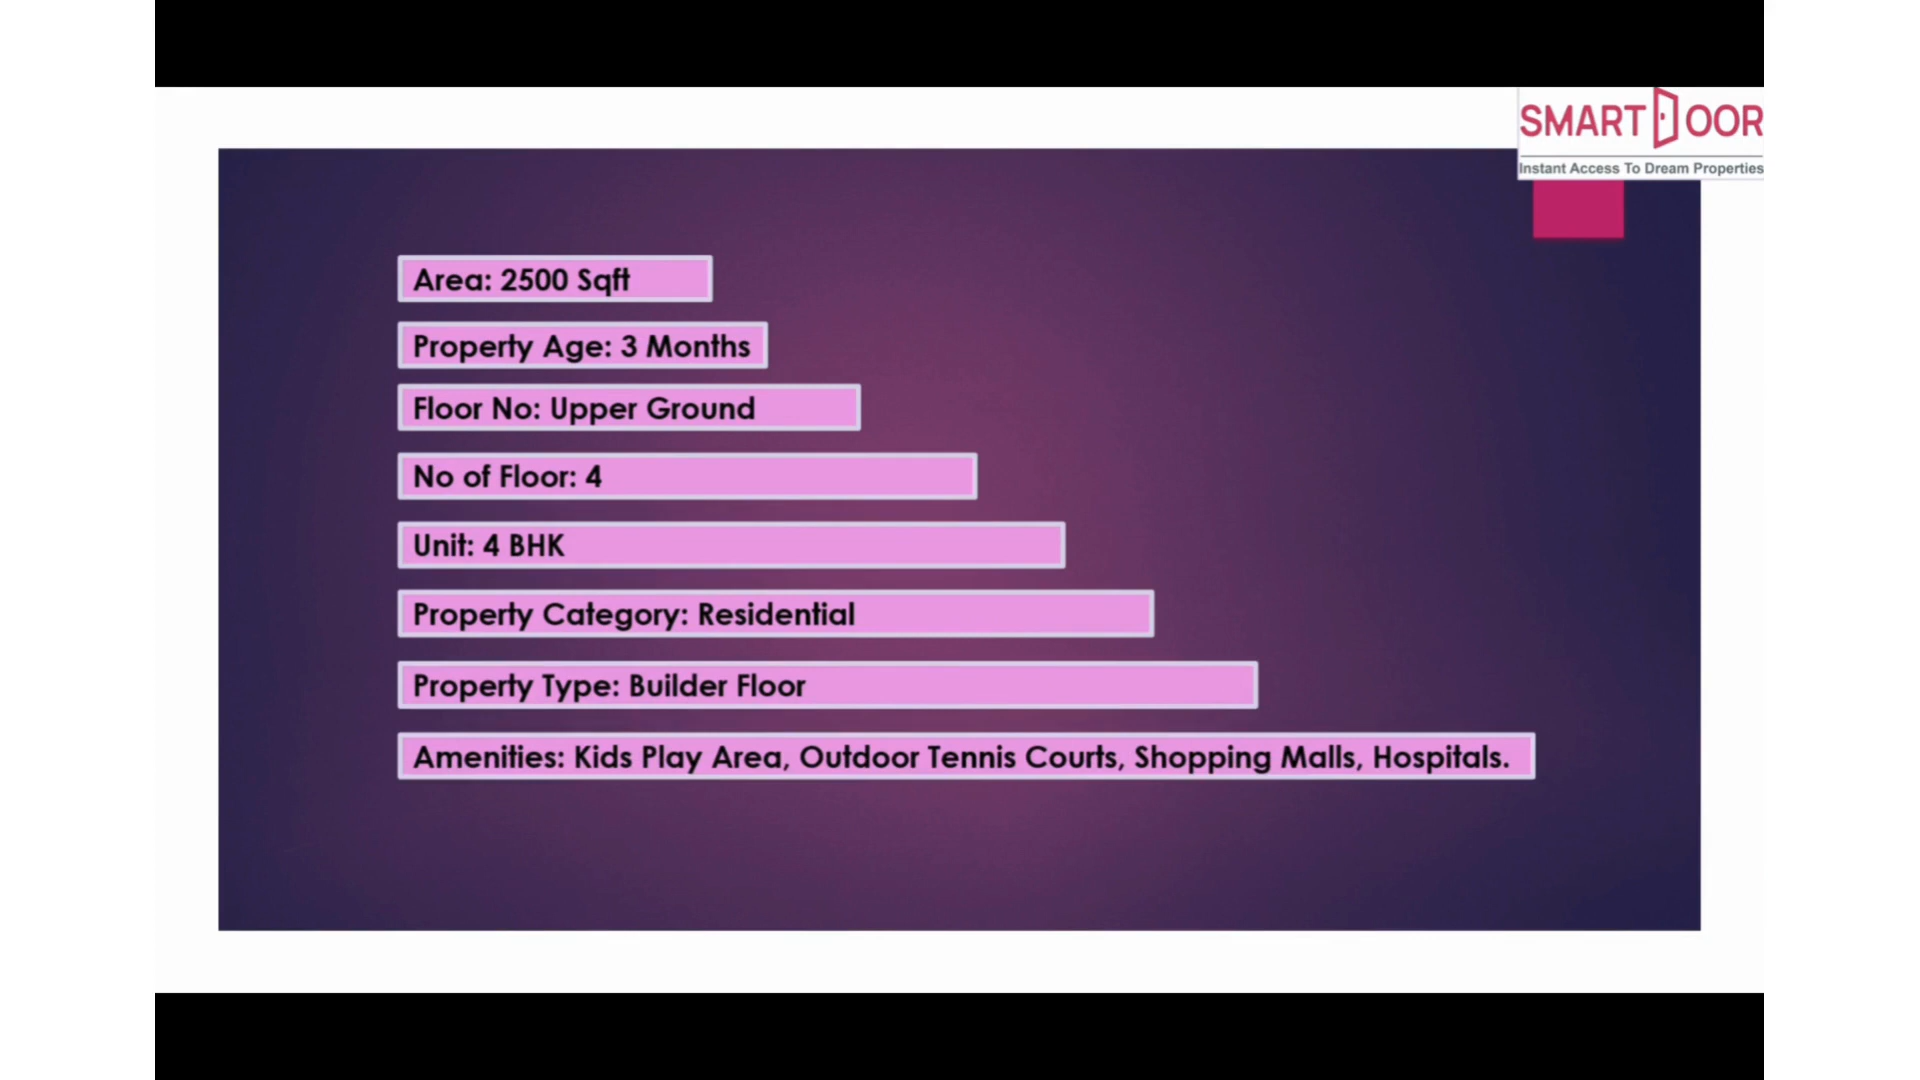 SMARTDOOR
Instant Access To Dream Properties
Area: 2500 Sqft
Property Age: 3 Months
Floor No: Upper Ground
No of Floor: 4
Unit: 4 BHK
Property Category: Residential
Property Type: Builder Floor
Amenities: Kids Play Area, Outdoor Tennis Courts, Shopping Malls, Hospitals.